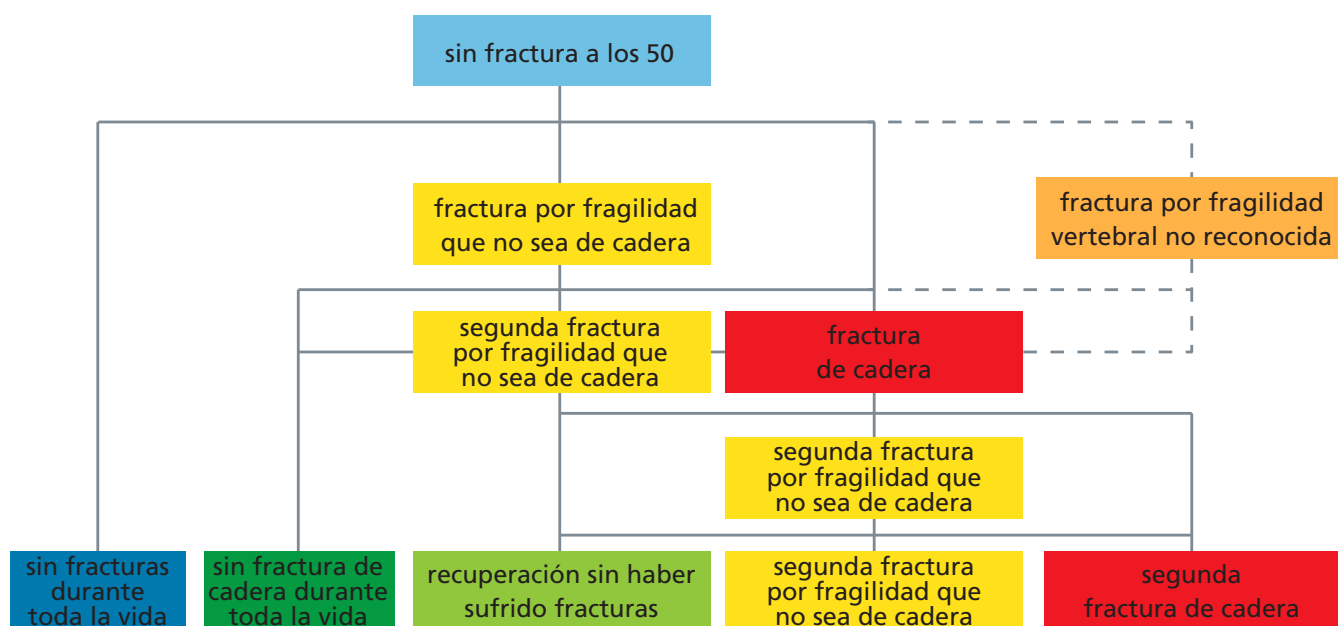 sin fractura a los 50
fractura por fragilidad
que no sea de cadera
fractura por fragilidad
vertebral no reconocida
segunda fractura
por fragilidad que
no sea de cadera
fractura
de cadera
segunda fractura
por fragilidad que
no sea de cadera
sin fracturas
durante
toda la vida
sin fractura de
cadera durante
toda la vida
recuperación sin haber
sufrido fracturas
segunda fractura
por fragilidad que
no sea de cadera
segunda
fractura de cadera